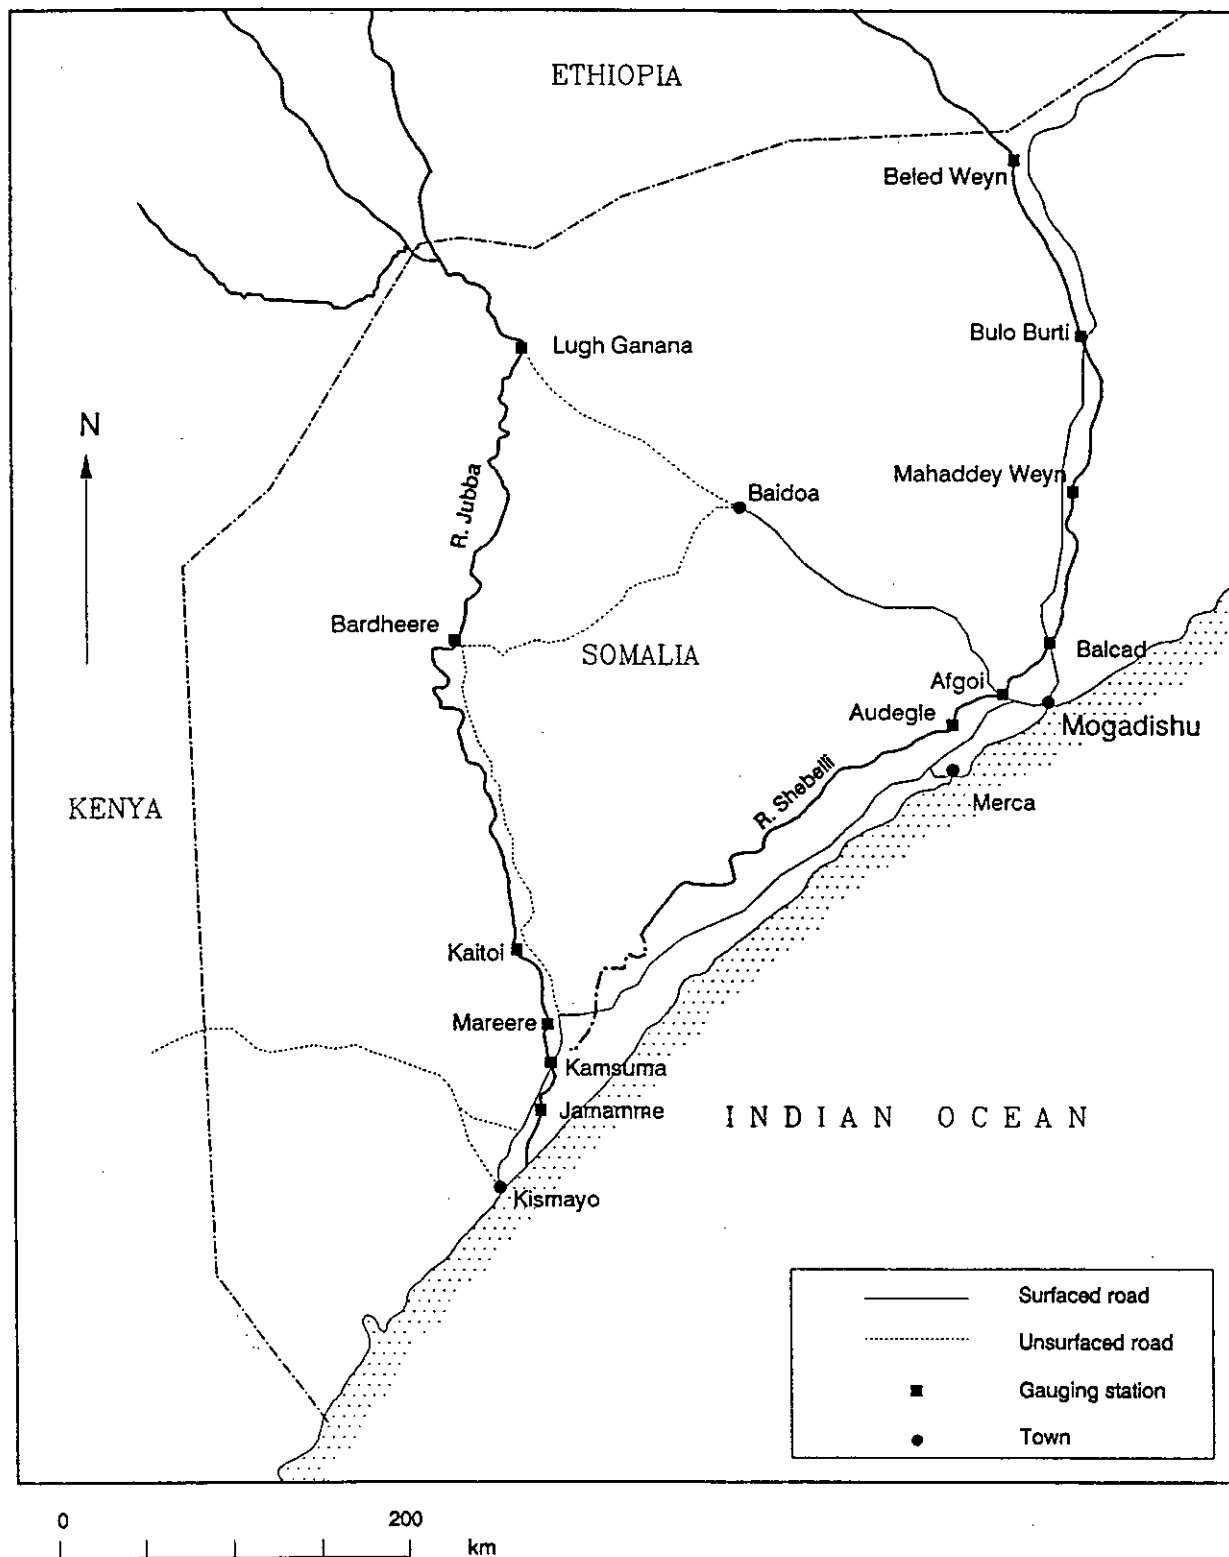 ETHIOPIA
Beled Weyn
Bulo Burti
Lugh Ganana
N
Mahaddey Weyn
Baidoa
R. Jubba
Bardheere
SOMALIA
Balcad
Afgoi
Audegle
Mogadishu
R. Shebelli
KENYA
Merca
Kaitoi
Mareere
Kamsuma
Jamamme
INDIAN OCEAN
Kismayo
Surfaced road
Unsurfaced road
Gauging station
Town
0 200
km